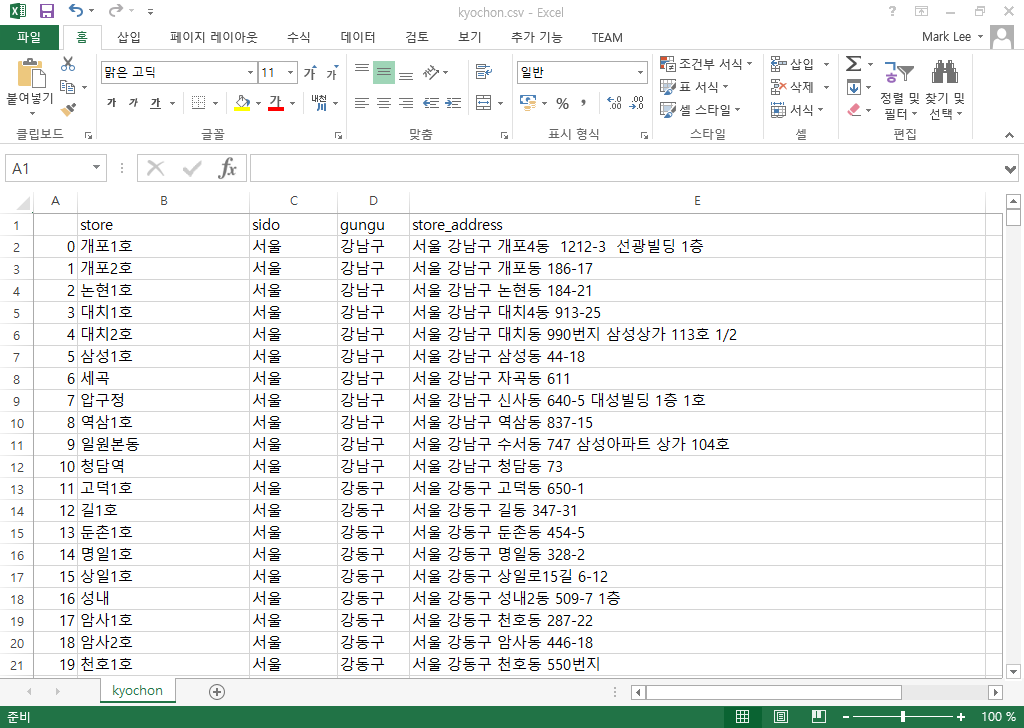 kyochon.csv - Excel
파일 홈 삽입 페이지 레이아웃 수식 데이터 검토 보기 추가 기능 TEAM Mark Lee
붙여넣기
맑은 고딕 11 가 가
가 가 가 내천 가
일반
% ,
조건부 서식
표 서식
셀 스타일
삽입
삭제
서식
정렬 및 필터
찾기 및 선택
클립보드 글꼴 맞춤 표시 형식 스타일 셀 편집
A1 fx
A B C D E
1 store sido gungu store_address
2 0 개포1호 서울 강남구 서울 강남구 개포4동  1212-3  선광빌딩 1층
3 1 개포2호 서울 강남구 서울 강남구 개포동 186-17
4 2 논현1호 서울 강남구 서울 강남구 논현동 184-21
5 3 대치1호 서울 강남구 서울 강남구 대치4동 913-25
6 4 대치2호 서울 강남구 서울 강남구 대치동 990번지 삼성상가 113호 1/2
7 5 삼성1호 서울 강남구 서울 강남구 삼성동 44-18
8 6 세곡 서울 강남구 서울 강남구 자곡동 611
9 7 압구정 서울 강남구 서울 강남구 신사동 640-5 대성빌딩 1층 1호
10 8 역삼1호 서울 강남구 서울 강남구 역삼동 837-15
11 9 일원본동 서울 강남구 서울 강남구 수서동 747 삼성아파트 상가 104호
12 10 청담역 서울 강남구 서울 강남구 청담동 73
13 11 고덕1호 서울 강동구 서울 강동구 고덕동 650-1
14 12 길1호 서울 강동구 서울 강동구 길동 347-31
15 13 둔촌1호 서울 강동구 서울 강동구 둔촌동 454-5
16 14 명일1호 서울 강동구 서울 강동구 명일동 328-2
17 15 상일1호 서울 강동구 서울 강동구 상일로15길 6-12
18 16 성내 서울 강동구 서울 강동구 성내2동 509-7 1층
19 17 암사1호 서울 강동구 서울 강동구 천호동 287-22
20 18 암사2호 서울 강동구 서울 강동구 암사동 446-18
21 19 천호1호 서울 강동구 서울 강동구 천호동 550번지
kyochon
준비 100 %